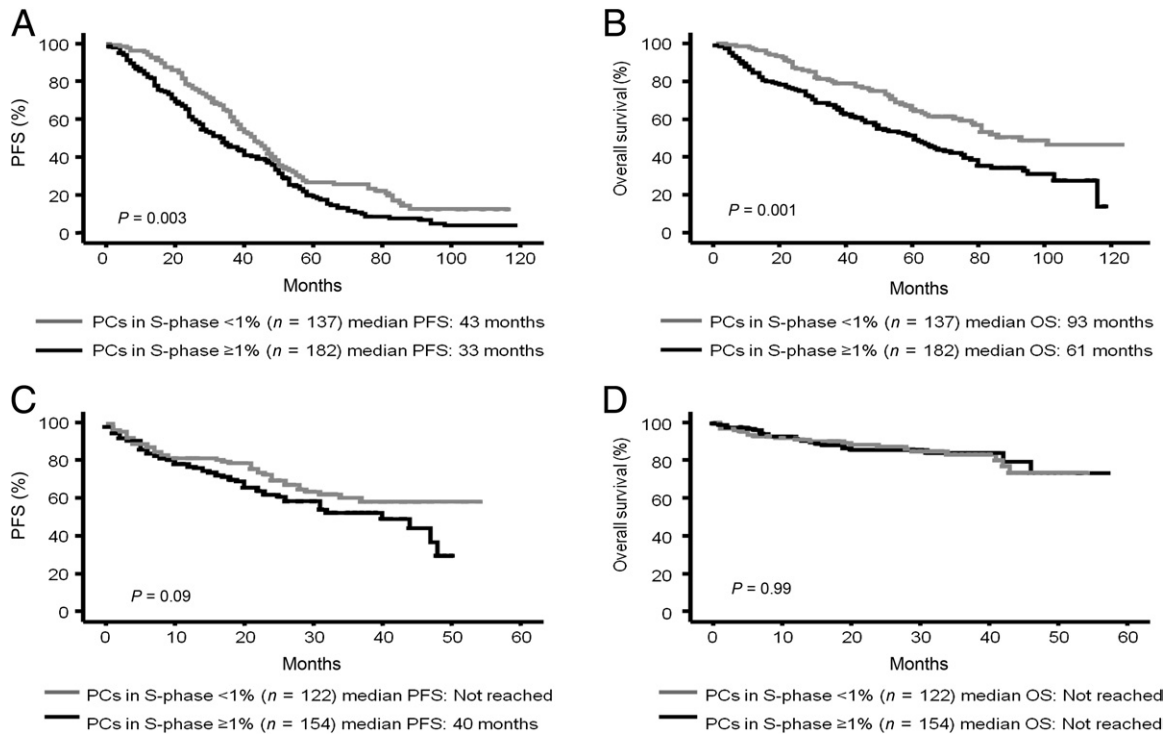 A
PFS (%)
100
80
60
40
20
0
P = 0.003
0 20 40 60 80 100 120
Months
PCs in S-phase <1% (n = 137) median PFS: 43 months
PCs in S-phase ≥1% (n = 182) median PFS: 33 months
B
Overall survival (%)
100
80
60
40
20
0
P = 0.001
0 20 40 60 80 100 120
Months
PCs in S-phase <1% (n = 137) median OS: 93 months
PCs in S-phase ≥1% (n = 182) median OS: 61 months
C
PFS (%)
100
80
60
40
20
0
P = 0.09
0 10 20 30 40 50 60
Months
PCs in S-phase <1% (n = 122) median PFS: Not reached
PCs in S-phase ≥1% (n = 154) median PFS: 40 months
D
Overall survival (%)
100
80
60
40
20
0
P = 0.99
0 10 20 30 40 50 60
Months
PCs in S-phase <1% (n = 122) median OS: Not reached
PCs in S-phase ≥1% (n = 154) median OS: Not reached